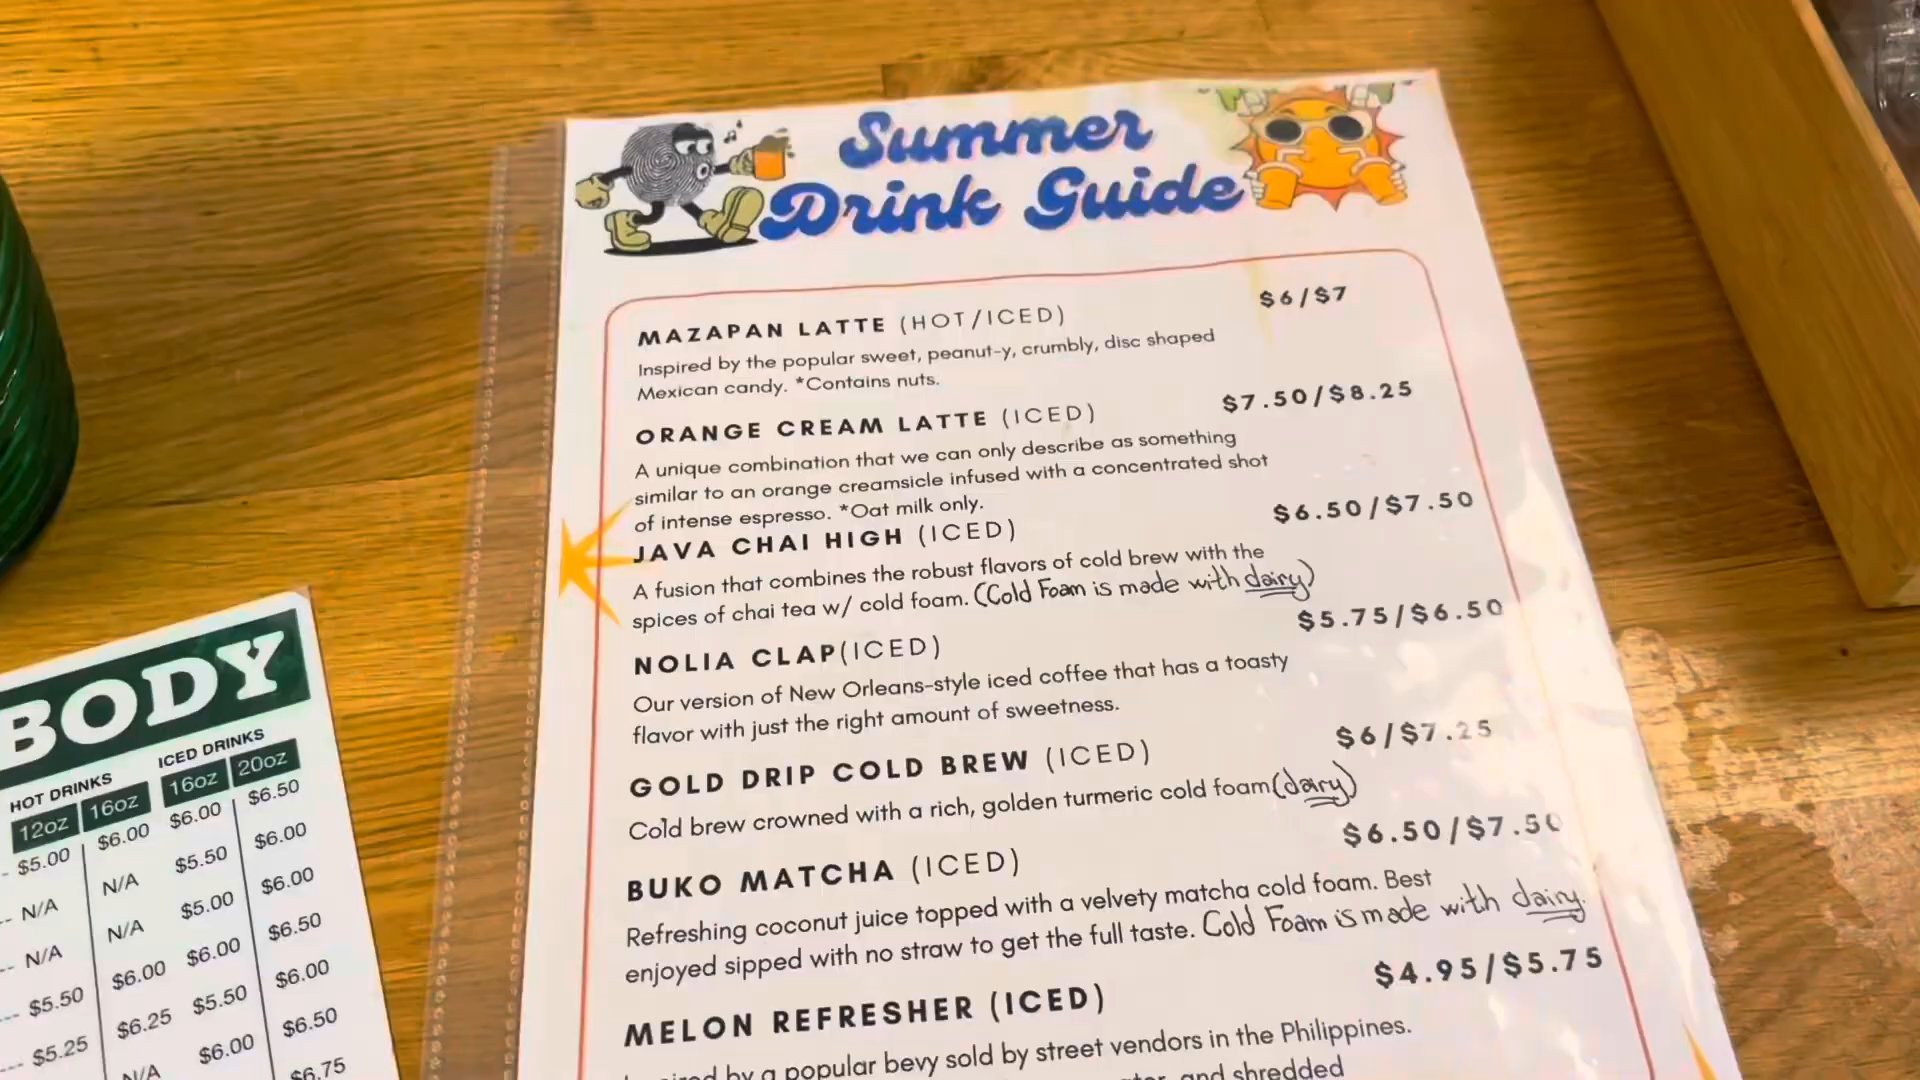 Summer
Drink Guide
MAZAPAN LATTE (HOT/ICED) $6/$7
Inspired by the popular sweet, peanut-y, crumbly, disc shaped
Mexican candy. *Contains nuts.
ORANGE CREAM LATTE (ICED) $7.50/$8.25
A unique combination that we can only describe as something
similar to an orange creamsicle infused with a concentrated shot
of intense espresso. *Oat milk only.
JAVA CHAI HIGH (ICED) $6.50/$7.50
A fusion that combines the robust flavors of cold brew with the
spices of chai tea w/ cold foam. (Cold Foam is made with dairy)
NOLIA CLAP(ICED) $5.75/$6.50
Our version of New Orleans-style iced coffee that has a toasty
flavor with just the right amount of sweetness.
GOLD DRIP COLD BREW (ICED) $6/$7.25
Cold brew crowned with a rich, golden turmeric cold foam(dairy)
BUKO MATCHA (ICED) $6.50/$7.50
Refreshing coconut juice topped with a velvety matcha cold foam. Best
enjoyed sipped with no straw to get the full taste. Cold Foam is made with dairy.
MELON REFRESHER (ICED) $4.95/$5.75
by a popular bevy sold by street vendors in the Philippines.
and shredded
BODY
HOT DRINKS ICED DRINKS
12oz 16oz 16oz 20oz
$5.00 $6.00 $6.00 $6.50
N/A N/A $5.50 $6.00
N/A N/A $5.00 $6.00
$5.50 $6.00 $6.00 $6.50
$5.25 $6.25 $5.50 $6.00
N/A $6.00 $6.50
$6.75